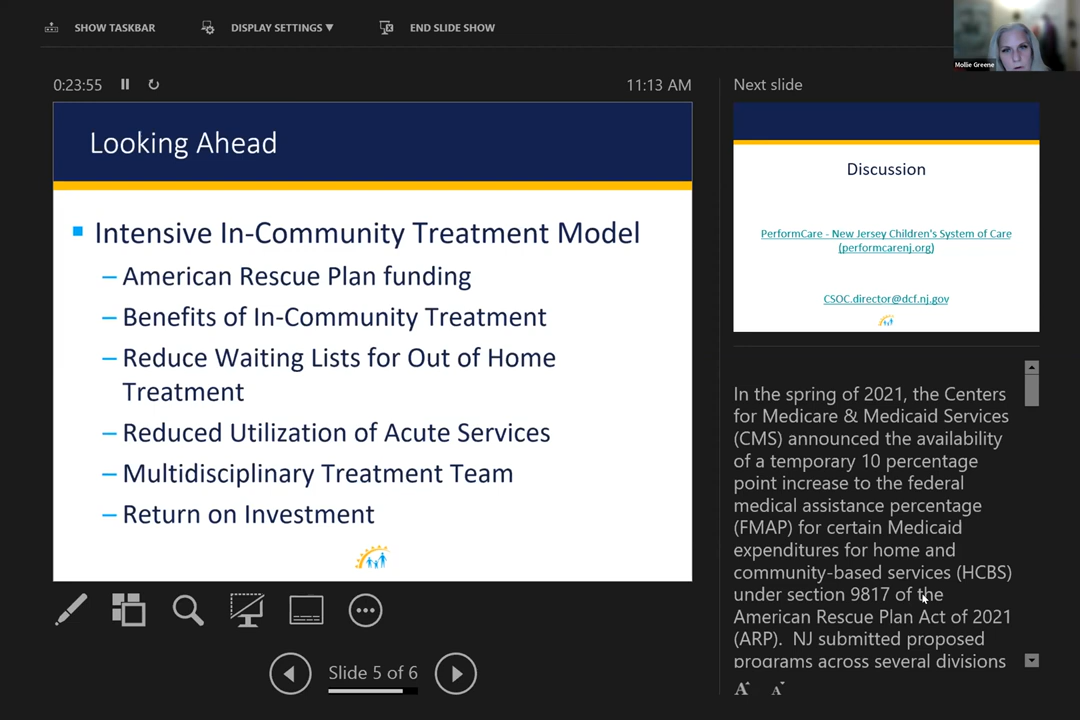 SHOW TASKBAR
DISPLAY SETTINGS ▼
END SLIDE SHOW
Mollie Greene
0:23:55
11:13 AM
Looking Ahead
Intensive In-Community Treatment Model
– American Rescue Plan funding
– Benefits of In-Community Treatment
– Reduce Waiting Lists for Out of Home
Treatment
– Reduced Utilization of Acute Services
– Multidisciplinary Treatment Team
– Return on Investment
Slide 5 of 6
Next slide
Discussion
PerformCare - New Jersey Children's System of Care
(performcarenj.org)
CSOC.director@dcf.nj.gov
In the spring of 2021, the Centers
for Medicare & Medicaid Services
(CMS) announced the availability
of a temporary 10 percentage
point increase to the federal
medical assistance percentage
(FMAP) for certain Medicaid
expenditures for home and
community-based services (HCBS)
under section 9817 of the
American Rescue Plan Act of 2021
(ARP).  NJ submitted proposed
programs across several divisions
A A